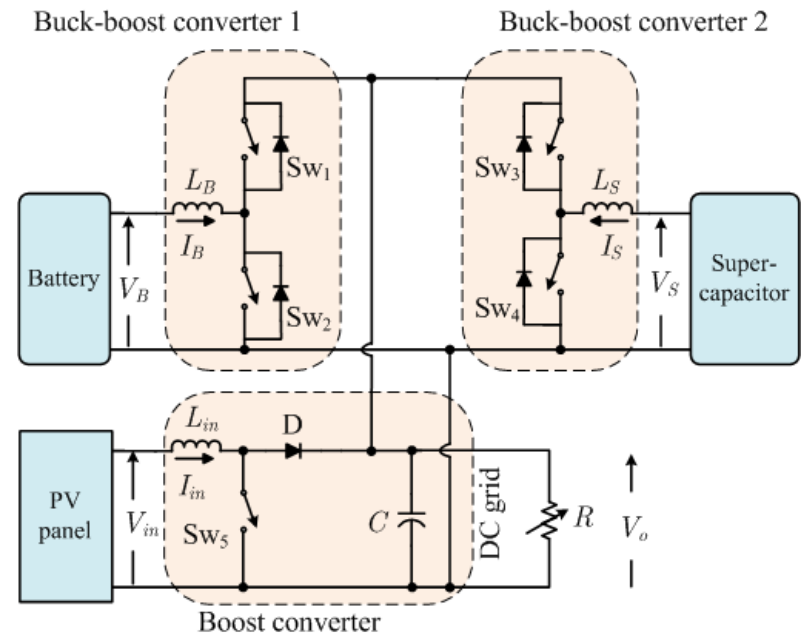 Buck-boost converter 1
Buck-boost converter 2
Sw₁
Sw₃
L_B
L_S
I_B
I_S
Battery
V_B
V_S
Super-
capacitor
Sw₂
Sw₄
L_in
D
I_in
PV
panel
V_in
Sw₅
C
DC grid
R
V_o
Boost converter